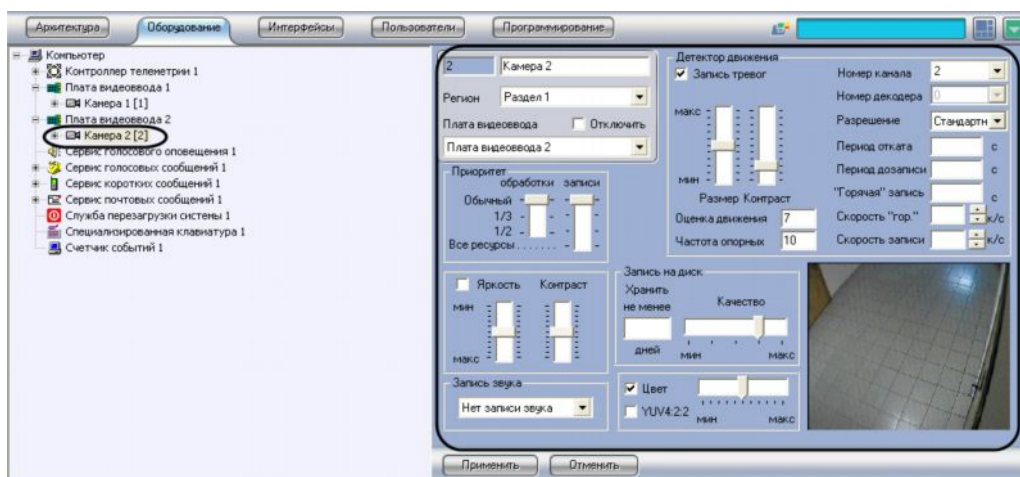 Архитектура Оборудование Интерфейсы Пользователи Программирование
Компьютер
Контроллер телеметрии 1
Плата видеоввода 1
Камера 1 [1]
Плата видеоввода 2
Камера 2 [2]
Сервис голосового оповещения 1
Сервис голосовых сообщений 1
Сервис коротких сообщений 1
Сервис почтовых сообщений 1
Служба перезагрузки системы 1
Специализированная клавиатура 1
Счетчик событий 1
2 Камера 2
Регион Раздел 1
Плата видеоввода Отключить
Плата видеоввода 2
Приоритет
обработки записи
Обычный
1/3
1/2
Все ресурсы
Яркость Контраст
мин
макс
Запись звука
Нет записи звука
Детектор движения
Запись тревог
макс
мин
Размер Контраст
Оценка движения 7
Частота опорных 10
Номер канала 2
Номер декодера 0
Разрешение Стандартн
Период отката с
Период дозаписи с
"Горячая" запись с
Скорость "гор." к/с
Скорость записи к/с
Запись на диск
Хранить
не менее
дней
Качество
мин макс
Цвет
YUV4:2:2
мин макс
Применить Отменить